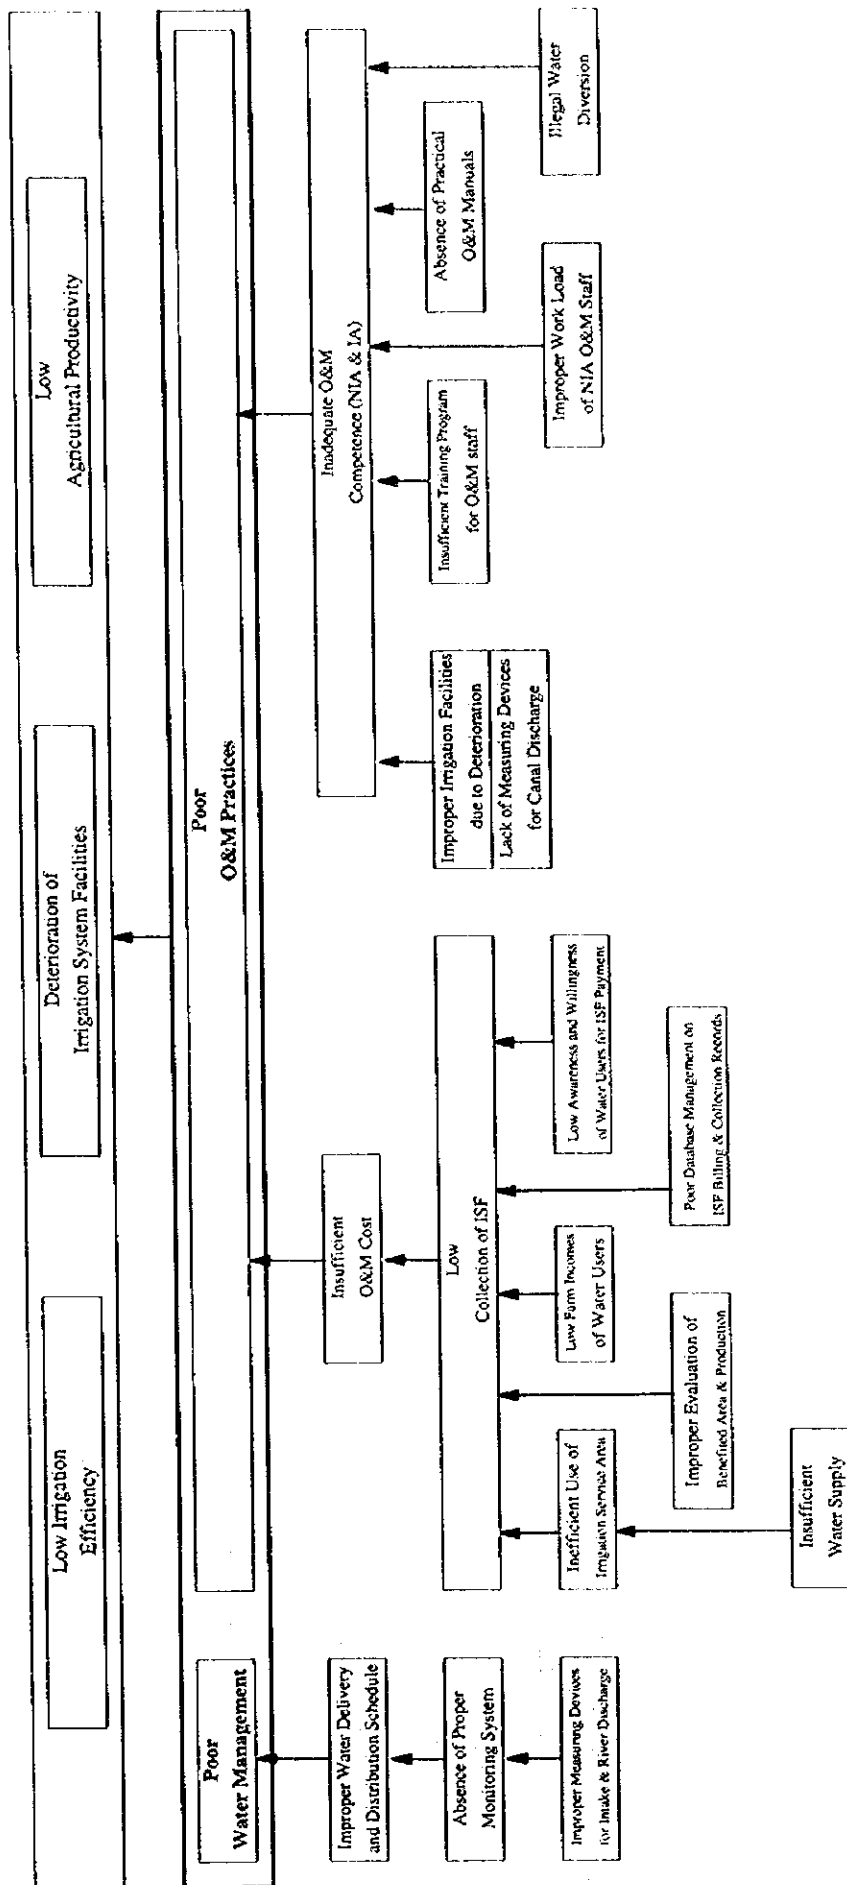 Low Irrigation
Efficiency
Deterioration of
Irrigation System Facilities
Low
Agricultural Productivity
Poor
Water Management
Poor
O&M Practices
Improper Water Delivery
and Distribution Schedule
Insufficient
O&M Cost
Inadequate O&M
Competence (NIA & IA)
Absence of Proper
Monitoring System
Low
Collection of ISF
Improper Irrigation Facilities
due to Deterioration
Lack of Measuring Devices
for Canal Discharge
Insufficient Training Program
for O&M staff
Absence of Practical
O&M Manuals
Improper Measuring Devices
for Intake & River Discharge
Inefficient Use of
Irrigation Service Area
Low Farm Incomes
of Water Users
Low Awareness and Willingness
of Water Users for ISF Payment
Improper Work Load
of NIA O&M Staff
Illegal Water
Diversion
Improper Evaluation of
Benefited Area & Production
Poor Database Management on
ISF Billing & Collection Records
Insufficient
Water Supply